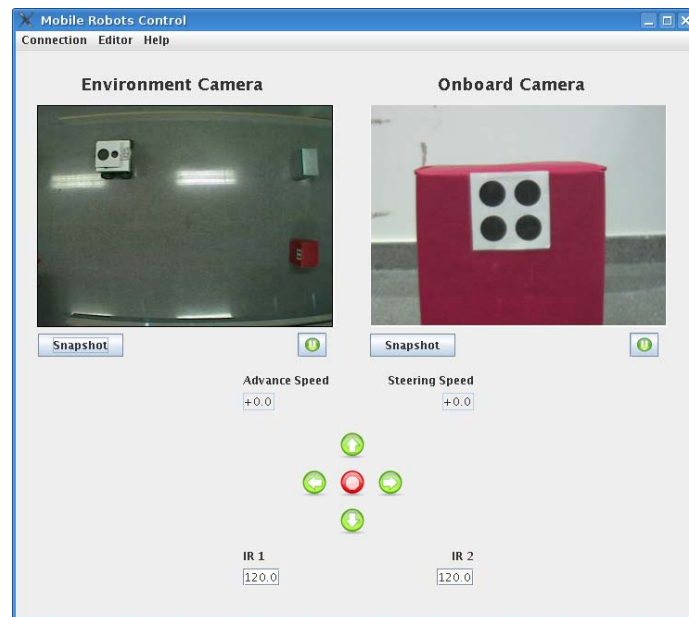 Mobile Robots Control
Connection Editor Help
Environment Camera
Onboard Camera
Snapshot
Snapshot
Advance Speed
Steering Speed
+0.0
+0.0
IR 1
IR 2
120.0
120.0